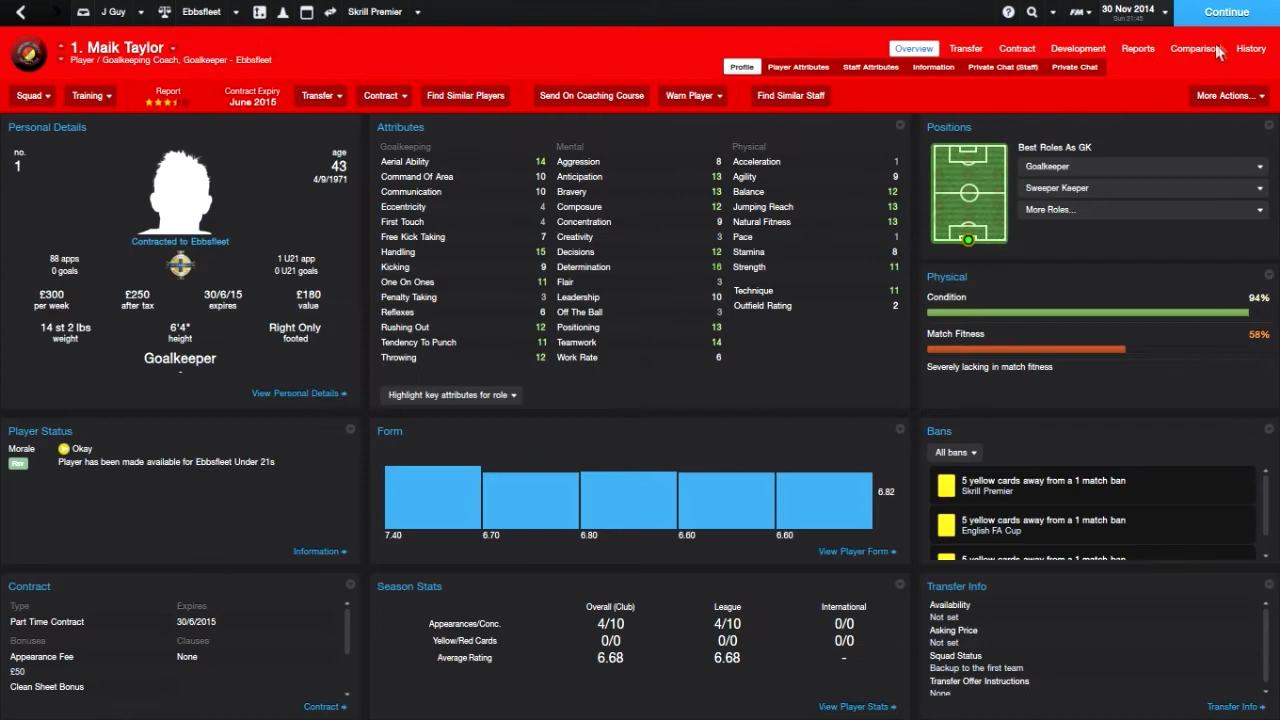 J Guy
Ebbsfleet
Skrill Premier
FM
30 Nov 2014
Sun 21:45
Continue
1. Maik Taylor
Player / Goalkeeping Coach, Goalkeeper - Ebbsfleet
Overview Transfer Contract Development Reports Comparison History
Profile Player Attributes Staff Attributes Information Private Chat (Staff) Private Chat
Squad Training
Report
Contract Expiry
June 2015
Transfer Contract Find Similar Players Send On Coaching Course Warn Player Find Similar Staff More Actions...
Personal Details
no.
1
age
43
4/9/1971
Contracted to Ebbsfleet
88 apps
0 goals
1 U21 app
0 U21 goals
£300
per week
£250
after tax
30/6/15
expires
£180
value
14 st 2 lbs
weight
6'4"
height
Right Only
footed
Goalkeeper
-
View Personal Details
Attributes
Goalkeeping Mental Physical
Aerial Ability 14 Aggression 8 Acceleration 1
Command Of Area 10 Anticipation 13 Agility 9
Communication 10 Bravery 13 Balance 12
Eccentricity 4 Composure 12 Jumping Reach 13
First Touch 4 Concentration 9 Natural Fitness 13
Free Kick Taking 7 Creativity 3 Pace 1
Handling 15 Decisions 12 Stamina 8
Kicking 9 Determination 16 Strength 11
One On Ones 11 Flair 3
Technique 11
Penalty Taking 3 Leadership 10
Outfield Rating 2
Reflexes 6 Off The Ball 3
Rushing Out 12 Positioning 13
Tendency To Punch 11 Teamwork 14
Throwing 12 Work Rate 6
Highlight key attributes for role
Positions
Best Roles As GK
Goalkeeper
Sweeper Keeper
More Roles...
Physical
Condition 94%
Match Fitness 58%
Severely lacking in match fitness
Player Status
Morale Okay
Rsv Player has been made available for Ebbsfleet Under 21s
Information
Form
6.82
7.40 6.70 6.80 6.60 6.60
View Player Form
Bans
All bans
5 yellow cards away from a 1 match ban
Skrill Premier
5 yellow cards away from a 1 match ban
English FA Cup
5 yellow cards away from a 1 match ban
Contract
Type Expires
Part Time Contract 30/6/2015
Bonuses Clauses
Appearance Fee None
£50
Clean Sheet Bonus
Contract
Season Stats
Overall (Club) League International
Appearances/Conc. 4/10 4/10 0/0
Yellow/Red Cards 0/0 0/0 0/0
Average Rating 6.68 6.68 -
View Player Stats
Transfer Info
Availability
Not set
Asking Price
Not set
Squad Status
Backup to the first team
Transfer Offer Instructions
None
Transfer Info